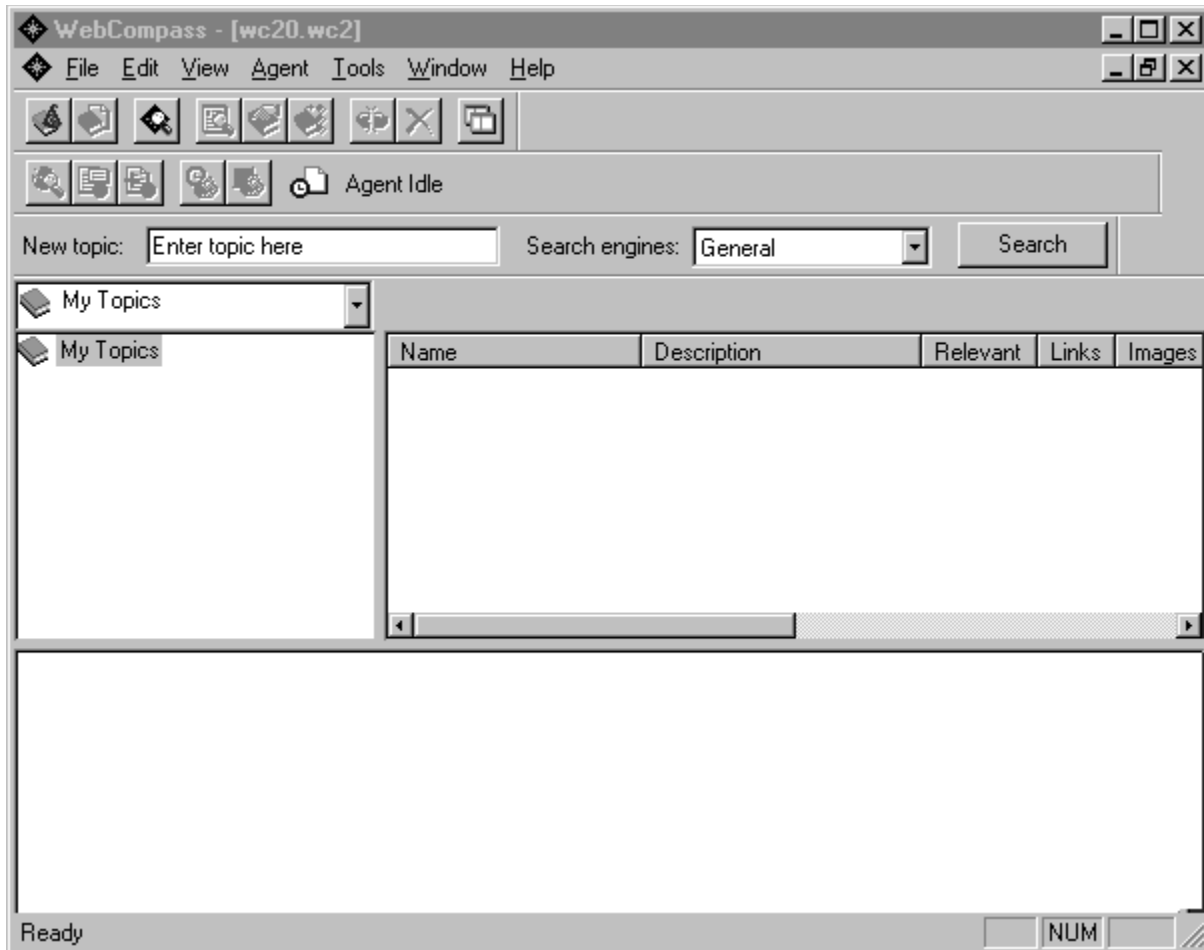 WebCompass - [wc20.wc2]
File Edit View Agent Tools Window Help
Agent Idle
New topic: Enter topic here Search engines: General Search
My Topics
My Topics
Name Description Relevant Links Images
Ready NUM